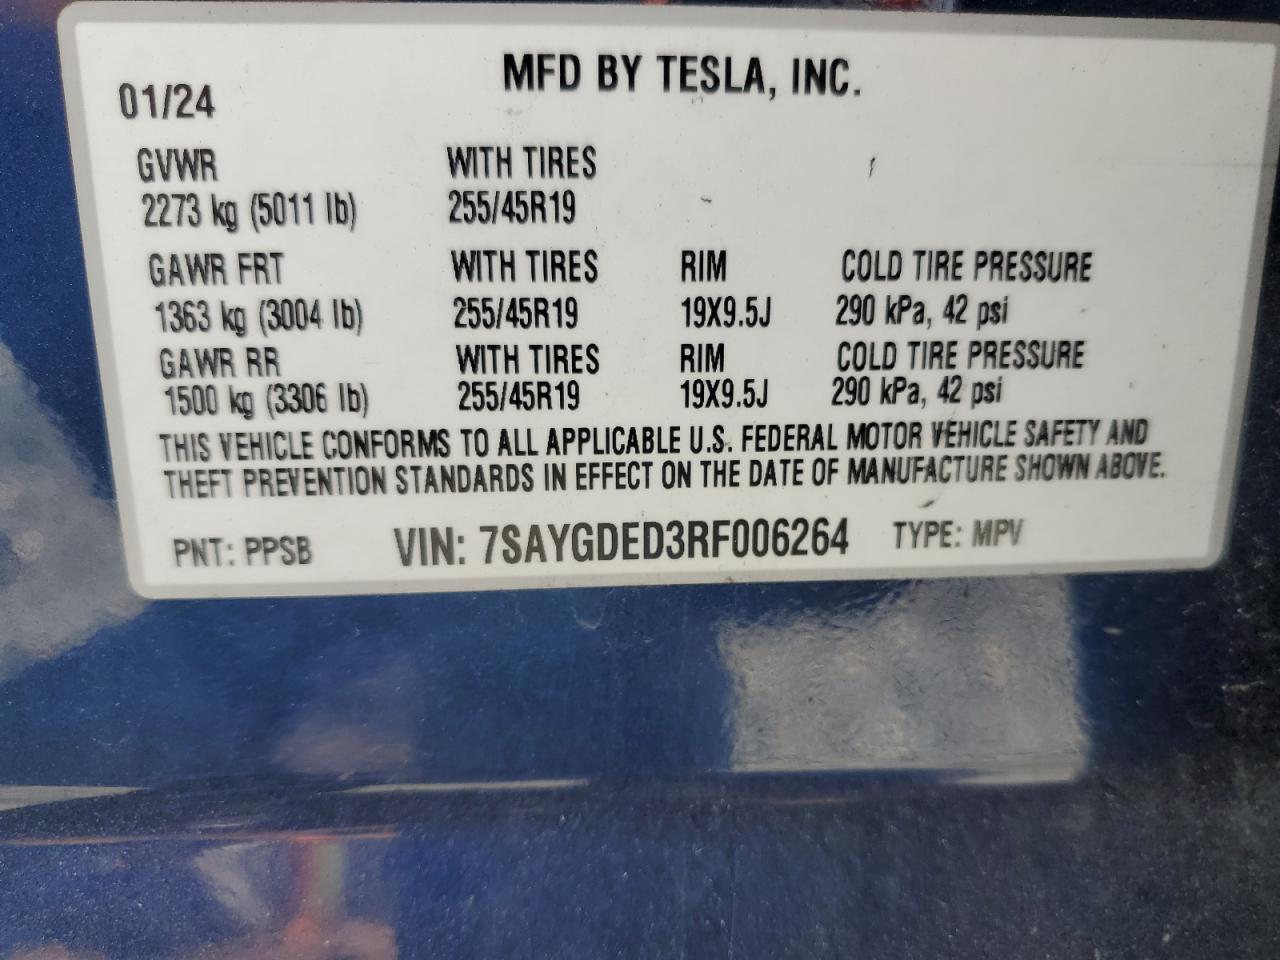 MFD BY TESLA, INC.
01/24
GVWR WITH TIRES
2273 kg (5011 lb) 255/45R19
GAWR FRT WITH TIRES RIM COLD TIRE PRESSURE
1363 kg (3004 lb) 255/45R19 19X9.5J 290 kPa, 42 psi
GAWR RR WITH TIRES RIM COLD TIRE PRESSURE
1500 kg (3306 lb) 255/45R19 19X9.5J 290 kPa, 42 psi
THIS VEHICLE CONFORMS TO ALL APPLICABLE U.S. FEDERAL MOTOR VEHICLE SAFETY AND
THEFT PREVENTION STANDARDS IN EFFECT ON THE DATE OF MANUFACTURE SHOWN ABOVE.
PNT: PPSB VIN: 7SAYGDED3RF006264 TYPE: MPV